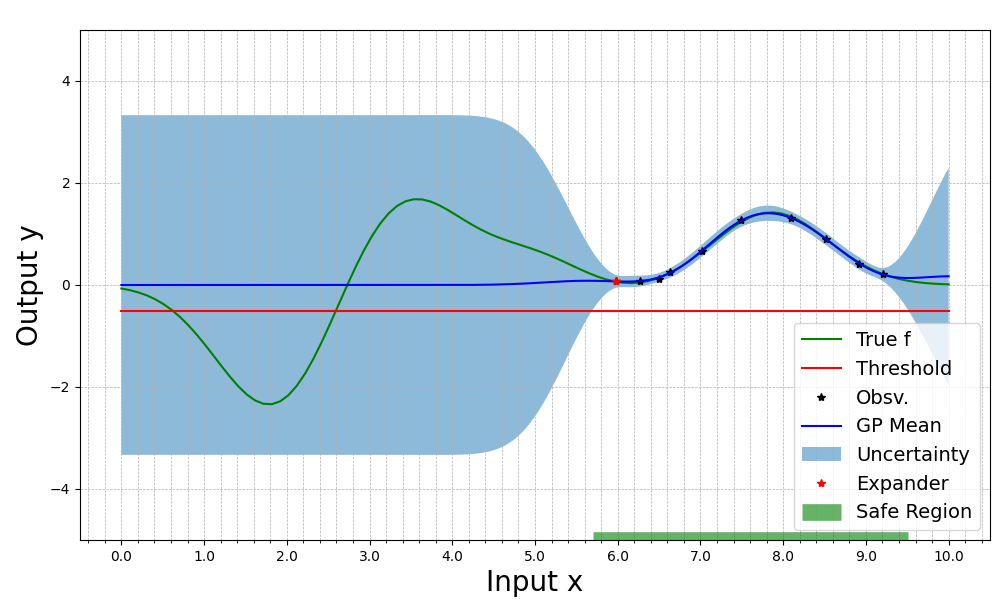 Output y
4
2
0
−2
−4
True f
Threshold
Obsv.
GP Mean
Uncertainty
Expander
Safe Region
0.0 1.0 2.0 3.0 4.0 5.0 6.0 7.0 8.0 9.0 10.0
Input x